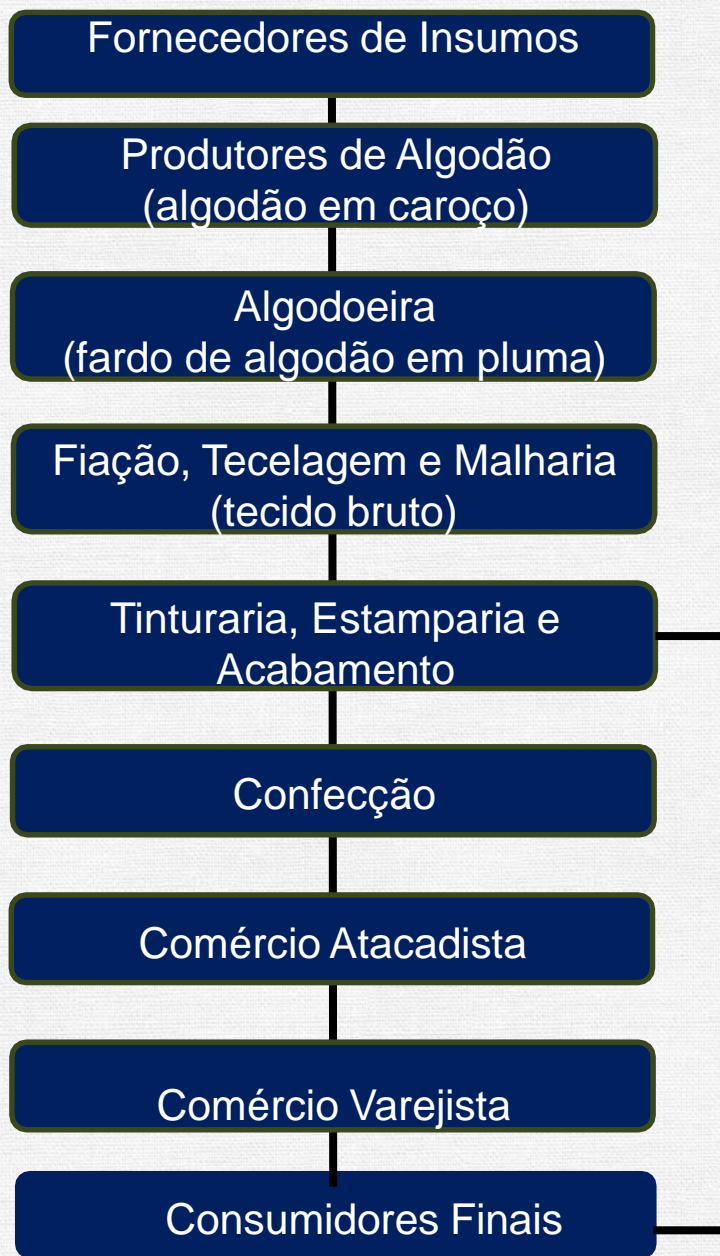 Fornecedores de Insumos
Produtores de Algodão
(algodão em caroço)
Algodoeira
(fardo de algodão em pluma)
Fiação, Tecelagem e Malharia
(tecido bruto)
Tinturaria, Estamparia e
Acabamento
Confecção
Comércio Atacadista
Comércio Varejista
Consumidores Finais